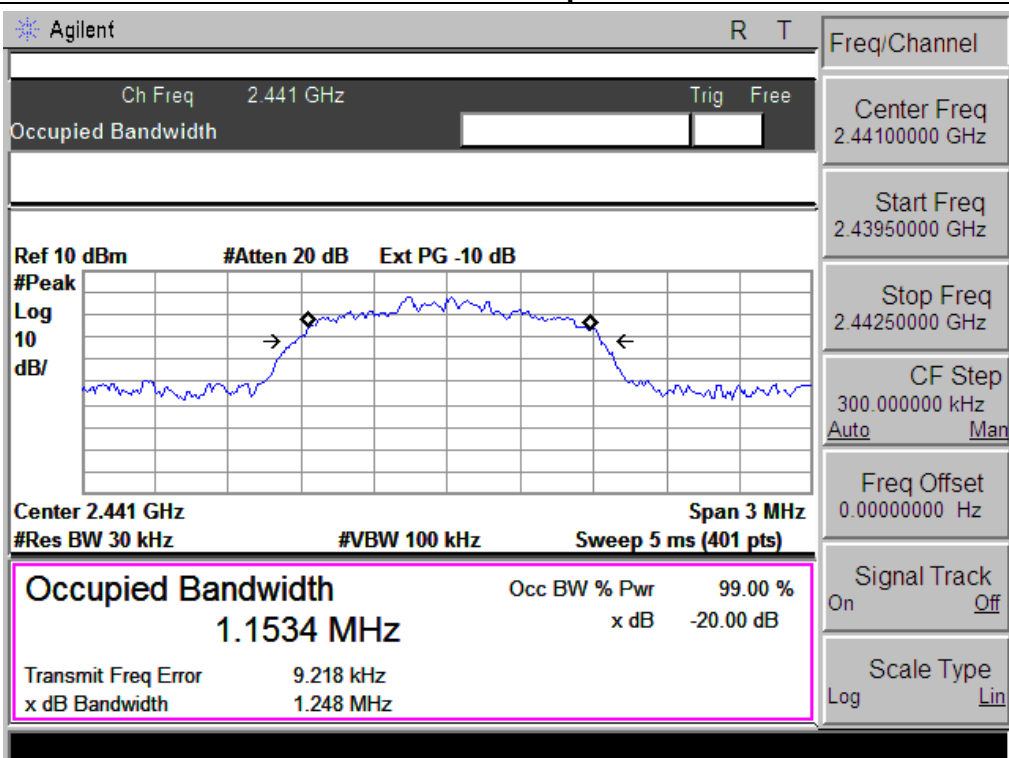 Agilent R T
Ch Freq 2.441 GHz Trig Free
Occupied Bandwidth
Ref 10 dBm #Atten 20 dB Ext PG -10 dB
#Peak
Log
10
dB/
Center 2.441 GHz Span 3 MHz
#Res BW 30 kHz #VBW 100 kHz Sweep 5 ms (401 pts)
Occupied Bandwidth
1.1534 MHz
Occ BW % Pwr 99.00 %
x dB -20.00 dB
Transmit Freq Error 9.218 kHz
x dB Bandwidth 1.248 MHz
Freq/Channel
Center Freq
2.44100000 GHz
Start Freq
2.43950000 GHz
Stop Freq
2.44250000 GHz
CF Step
300.000000 kHz
Auto Man
Freq Offset
0.00000000 Hz
Signal Track
On Off
Scale Type
Log Lin